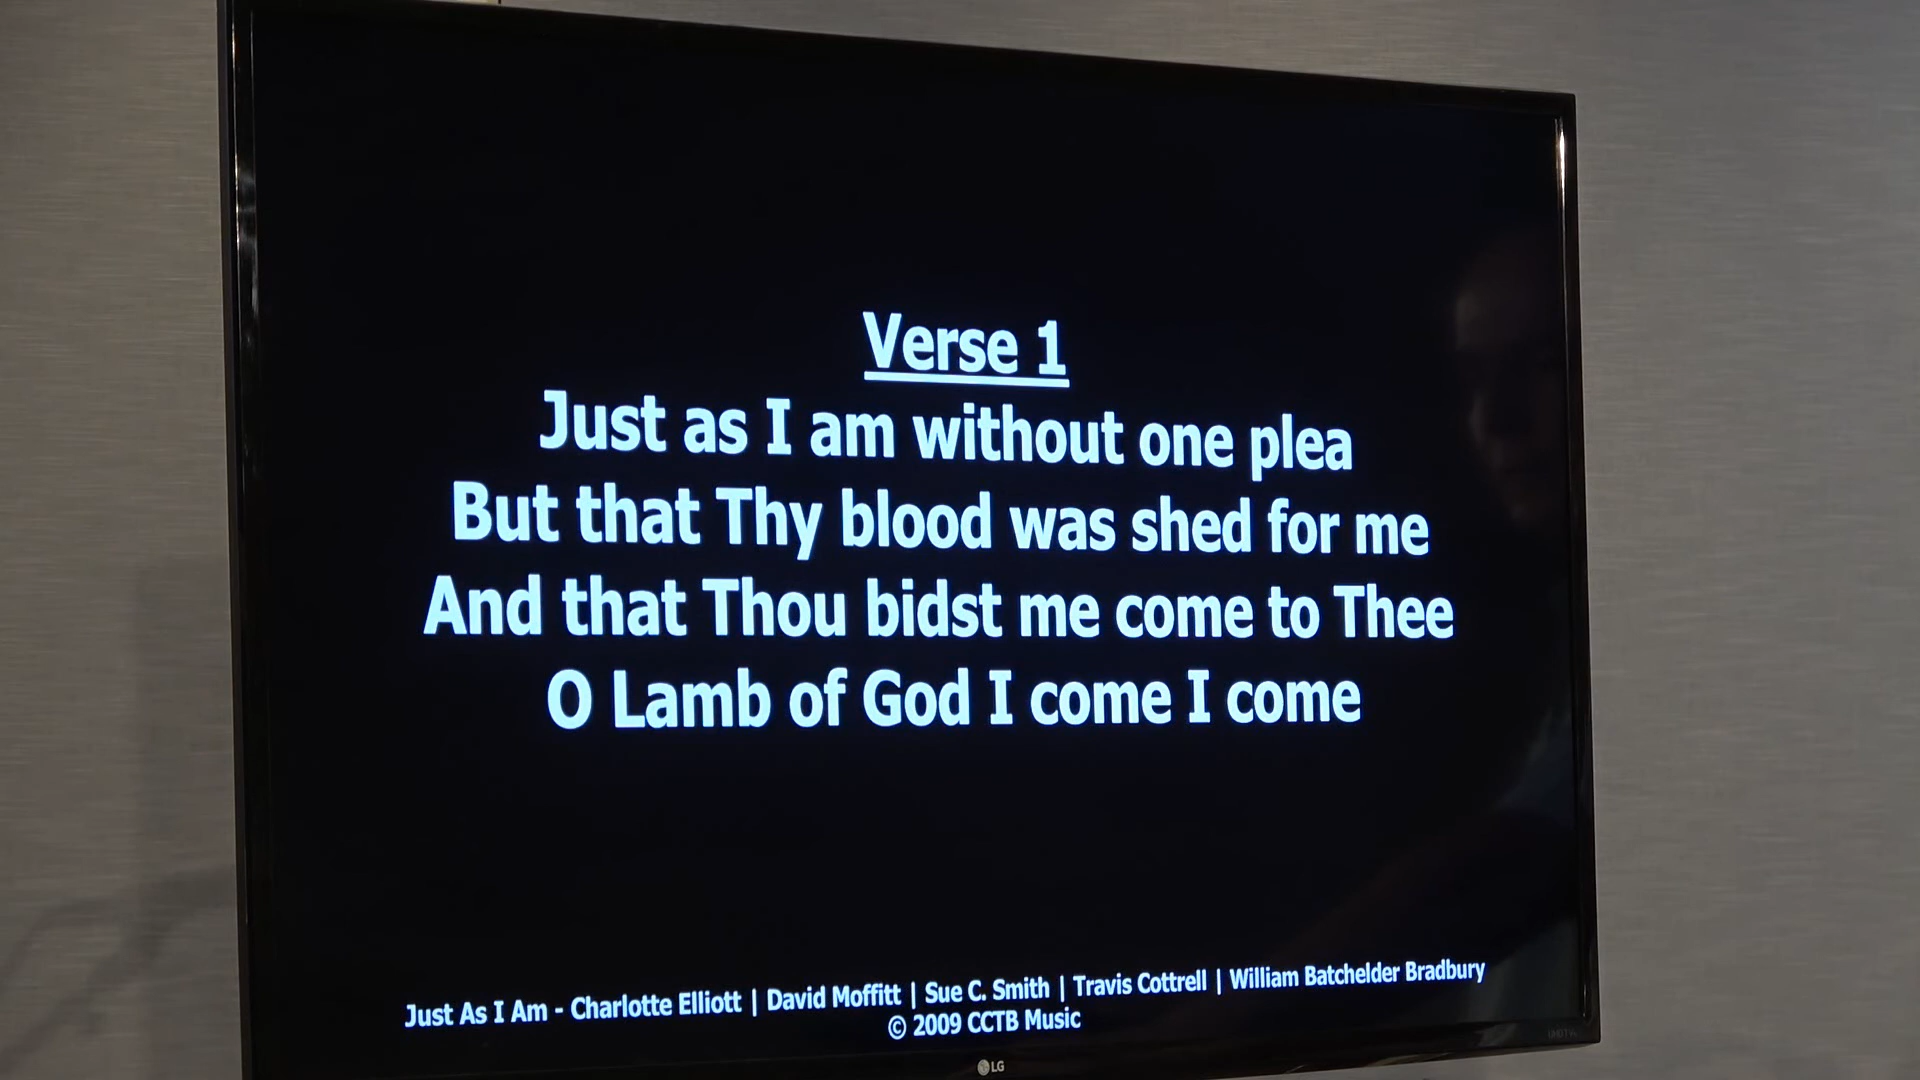 Verse 1
Just as I am without one plea
But that Thy blood was shed for me
And that Thou bidst me come to Thee
O Lamb of God I come I come
Just As I Am - Charlotte Elliott | David Moffitt | Sue C. Smith | Travis Cottrell | William Batchelder Bradbury
© 2009 CCTB Music
LG